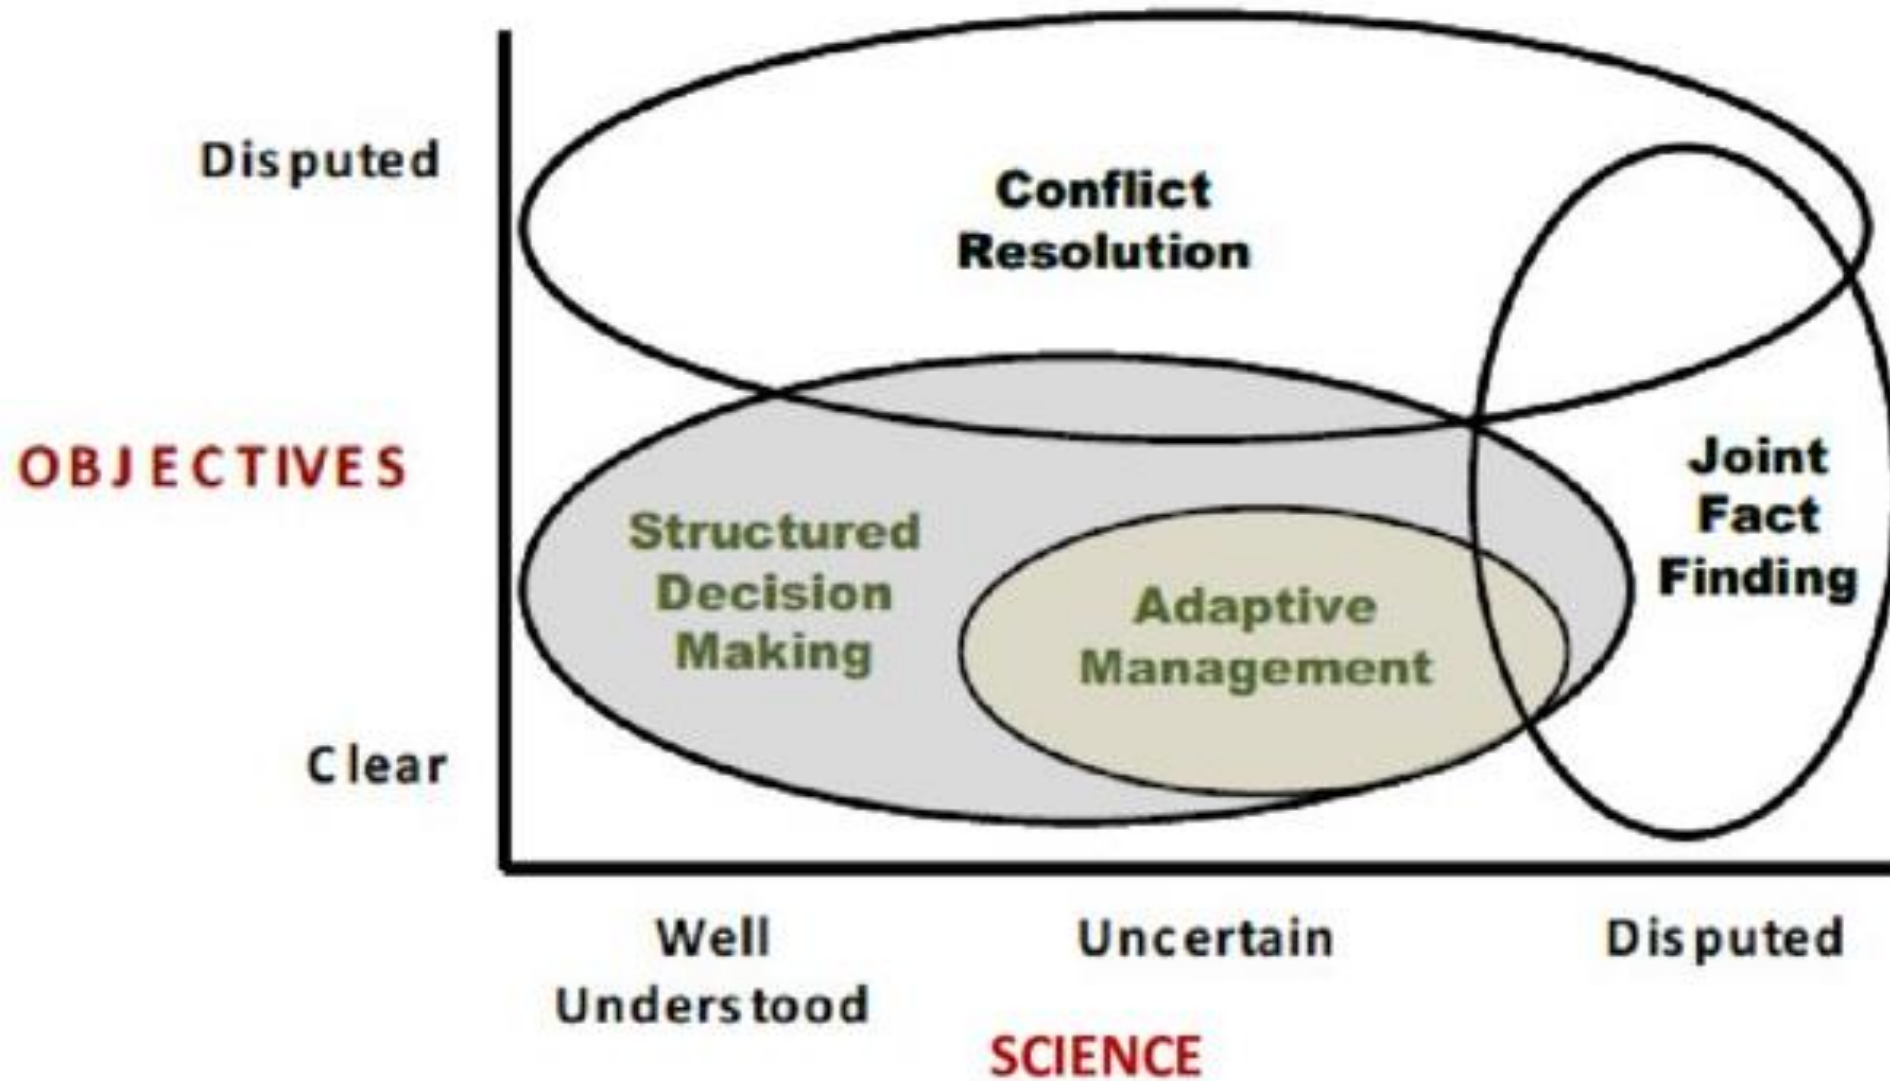 Disputed
Conflict
Resolution
OBJECTIVES
Joint
Fact
Finding
Structured
Decision
Making
Adaptive
Management
Clear
Well
Understood
Uncertain
Disputed
SCIENCE